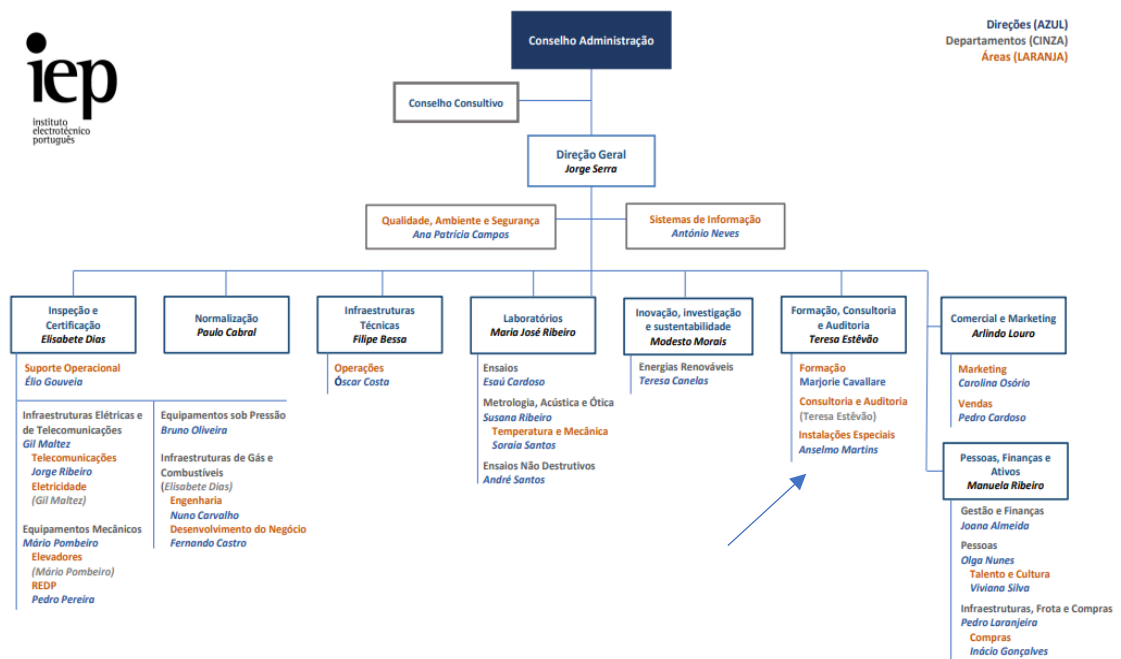 iep
instituto
electrotécnico
português
Direções (AZUL)
Departamentos (CINZA)
Áreas (LARANJA)
Conselho Administração
Conselho Consultivo
Direção Geral
Jorge Serra
Qualidade, Ambiente e Segurança
Ana Patrícia Campos
Sistemas de Informação
António Neves
Inspeção e
Certificação
Elisabete Dias
Normalização
Paulo Cabral
Infraestruturas
Técnicas
Filipe Bessa
Laboratórios
Maria José Ribeiro
Inovação, investigação
e sustentabilidade
Modesto Morais
Formação, Consultoria
e Auditoria
Teresa Estêvão
Comercial e Marketing
Arlindo Louro
Suporte Operacional
Élio Gouveia
Infraestruturas Elétricas e
de Telecomunicações
Gil Maltez
Telecomunicações
Jorge Ribeiro
Eletricidade
(Gil Maltez)
Equipamentos Mecânicos
Mário Pombeiro
Elevadores
(Mário Pombeiro)
REDP
Pedro Pereira
Equipamentos sob Pressão
Bruno Oliveira
Infraestruturas de Gás e
Combustíveis
(Elisabete Dias)
Engenharia
Nuno Carvalho
Desenvolvimento do Negócio
Fernando Castro
Operações
Óscar Costa
Ensaios
Esaú Cardoso
Metrologia, Acústica e Ótica
Susana Ribeiro
Temperatura e Mecânica
Soraia Santos
Ensaios Não Destrutivos
André Santos
Energias Renováveis
Teresa Canelas
Formação
Marjorie Cavallare
Consultoria e Auditoria
(Teresa Estêvão)
Instalações Especiais
Anselmo Martins
Marketing
Carolina Osório
Vendas
Pedro Cardoso
Pessoas, Finanças e
Ativos
Manuela Ribeiro
Gestão e Finanças
Joana Almeida
Pessoas
Olga Nunes
Talento e Cultura
Viviana Silva
Infraestruturas, Frota e Compras
Pedro Laranjeira
Compras
Inácio Gonçalves